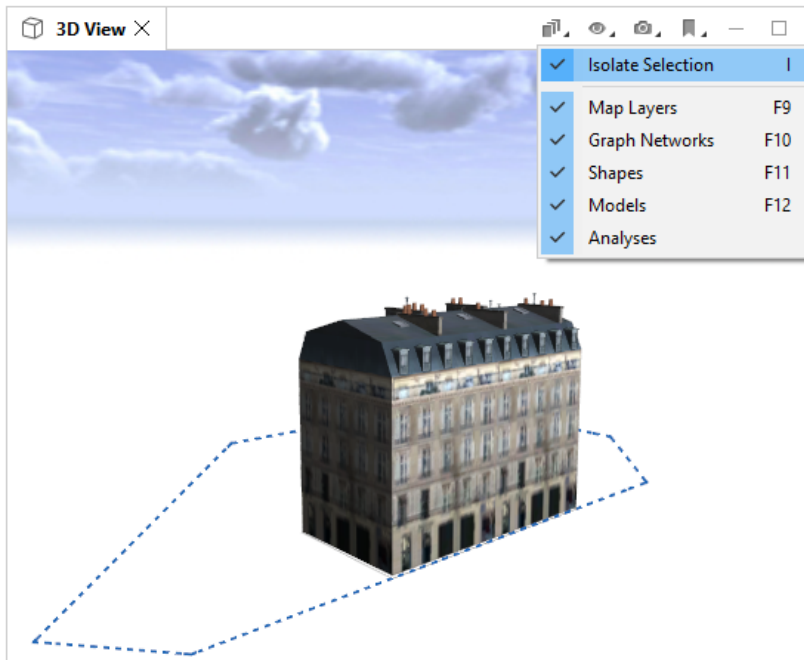 3D View
Isolate Selection I
Map Layers F9
Graph Networks F10
Shapes F11
Models F12
Analyses